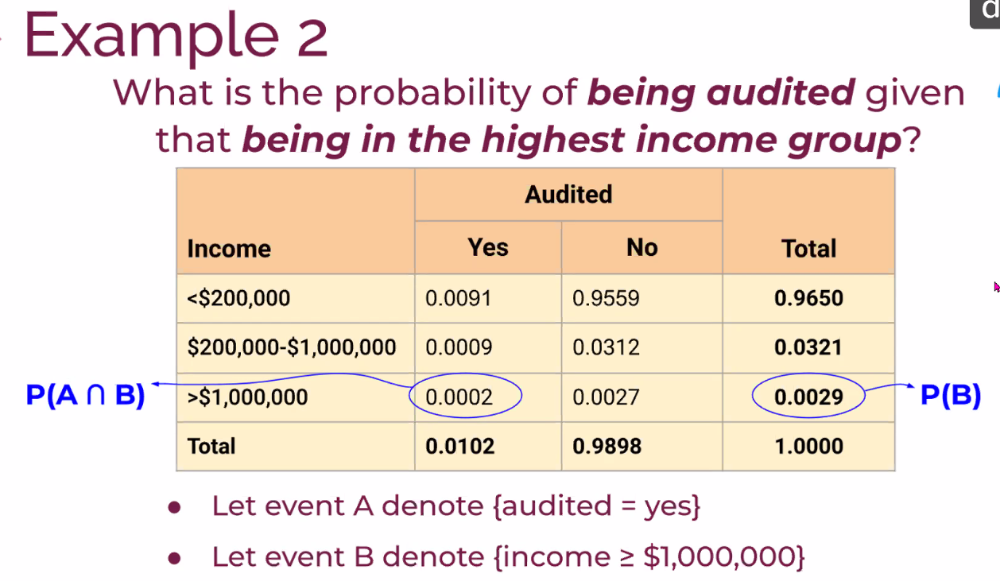 d
Example 2
What is the probability of being audited given
that being in the highest income group?
Audited
Income Yes No Total
<$200,000 0.0091 0.9559 0.9650
$200,000-$1,000,000 0.0009 0.0312 0.0321
P(A ∩ B) >$1,000,000 0.0002 0.0027 0.0029 P(B)
Total 0.0102 0.9898 1.0000
● Let event A denote {audited = yes}
● Let event B denote {income ≥ $1,000,000}